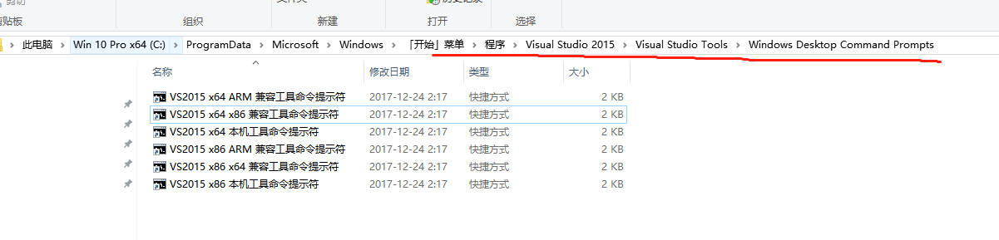 剪切
历史记录
剪贴板
组织
新建
打开
选择
此电脑 Win 10 Pro x64 (C:) ProgramData Microsoft Windows 「开始」菜单 程序 Visual Studio 2015 Visual Studio Tools Windows Desktop Command Prompts
名称 修改日期 类型 大小
VS2015 x64 ARM 兼容工具命令提示符 2017-12-24 2:17 快捷方式 2 KB
VS2015 x64 x86 兼容工具命令提示符 2017-12-24 2:17 快捷方式 2 KB
VS2015 x64 本机工具命令提示符 2017-12-24 2:17 快捷方式 2 KB
VS2015 x86 ARM 兼容工具命令提示符 2017-12-24 2:17 快捷方式 2 KB
VS2015 x86 x64 兼容工具命令提示符 2017-12-24 2:17 快捷方式 2 KB
VS2015 x86 本机工具命令提示符 2017-12-24 2:17 快捷方式 2 KB